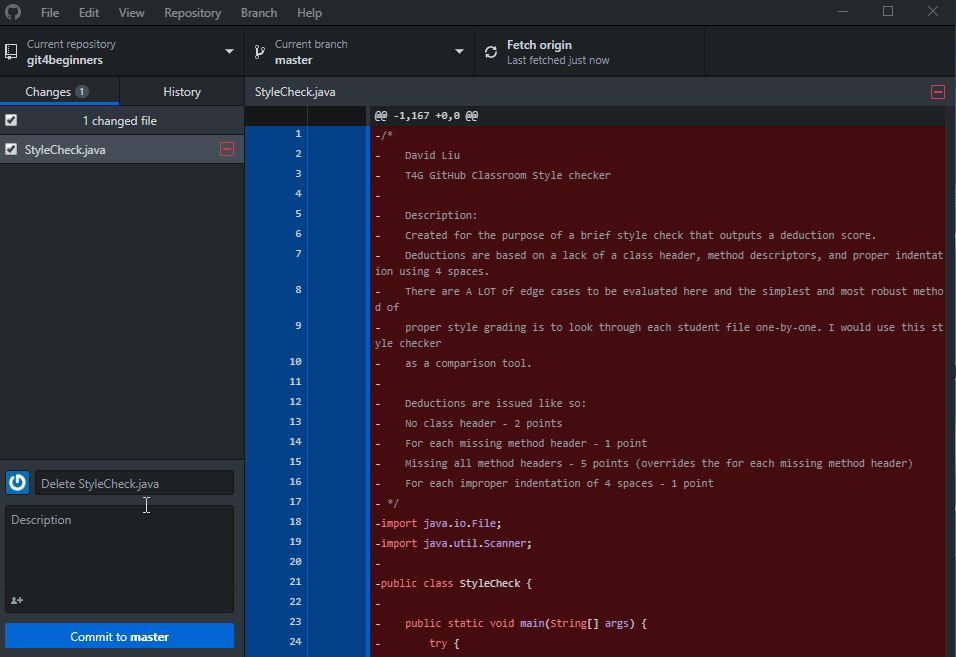 File Edit View Repository Branch Help
Current repository
git4beginners
Current branch
master
Fetch origin
Last fetched just now
Changes 1 History
1 changed file
StyleCheck.java
Delete StyleCheck.java
Description
Commit to master
StyleCheck.java
@@ -1,167 +0,0 @@
1 -/*
2 - David Liu
3 - T4G GitHub Classroom Style checker
4 -
5 - Description:
6 - Created for the purpose of a brief style check that outputs a deduction score.
7 - Deductions are based on a lack of a class header, method descriptors, and proper indentat
ion using 4 spaces.
8 - There are A LOT of edge cases to be evaluated here and the simplest and most robust metho
d of
9 - proper style grading is to look through each student file one-by-one. I would use this st
yle checker
10 - as a comparison tool.
11 -
12 - Deductions are issued like so:
13 - No class header - 2 points
14 - For each missing method header - 1 point
15 - Missing all method headers - 5 points (overrides the for each missing method header)
16 - For each improper indentation of 4 spaces - 1 point
17 - */
18 -import java.io.File;
19 -import java.util.Scanner;
20 -
21 -public class StyleCheck {
22 -
23 - public static void main(String[] args) {
24 - try {